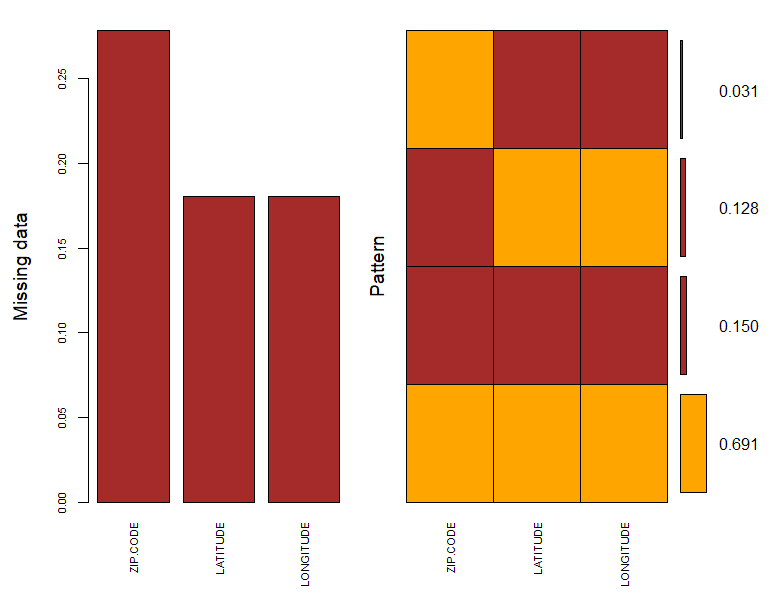 Missing data
0.25
0.20
0.15
0.10
0.05
0.00
ZIP.CODE
LATITUDE
LONGITUDE
Pattern
0.031
0.128
0.150
0.691
ZIP.CODE
LATITUDE
LONGITUDE